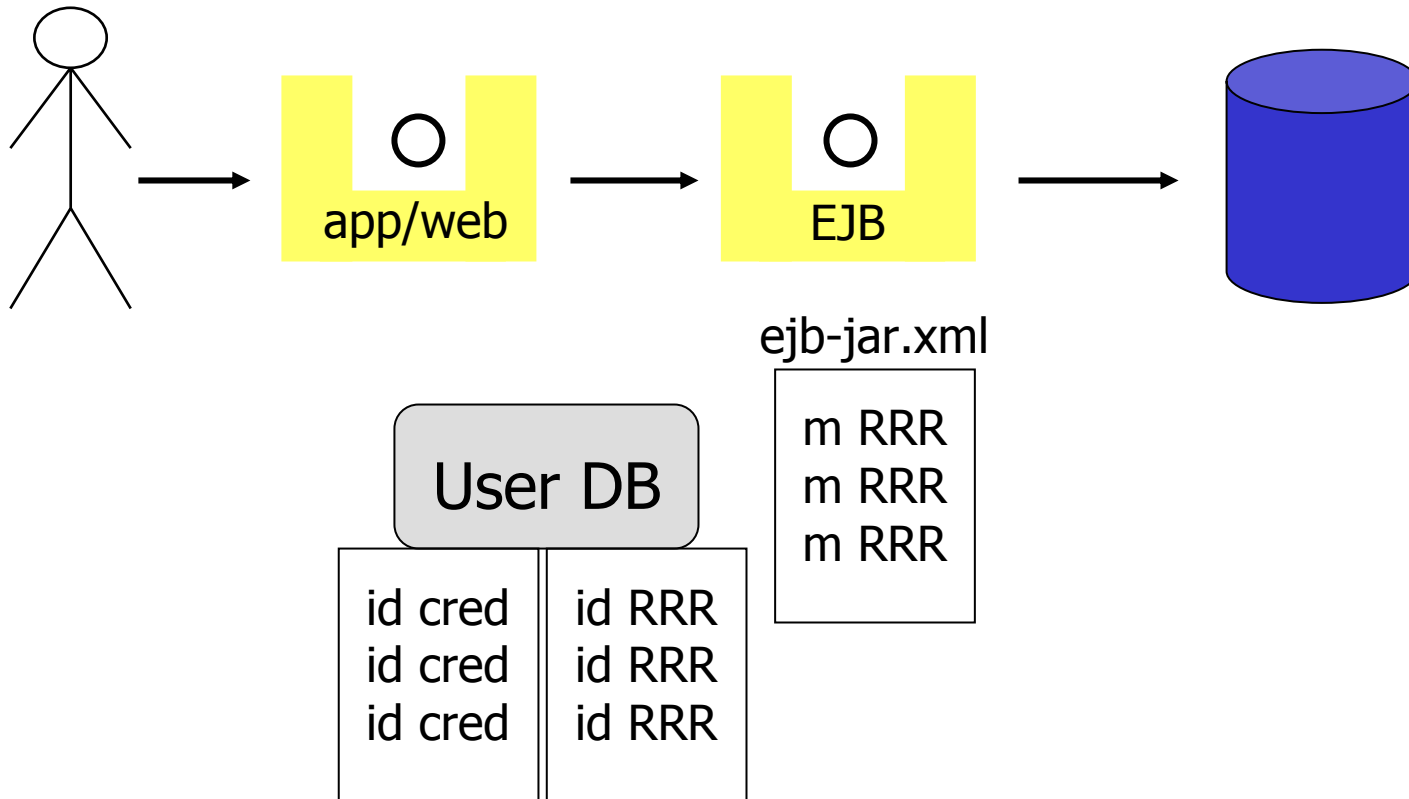 app/web
EJB
ejb-jar.xml
m RRR
m RRR
m RRR
User DB
id cred
id cred
id cred
id RRR
id RRR
id RRR